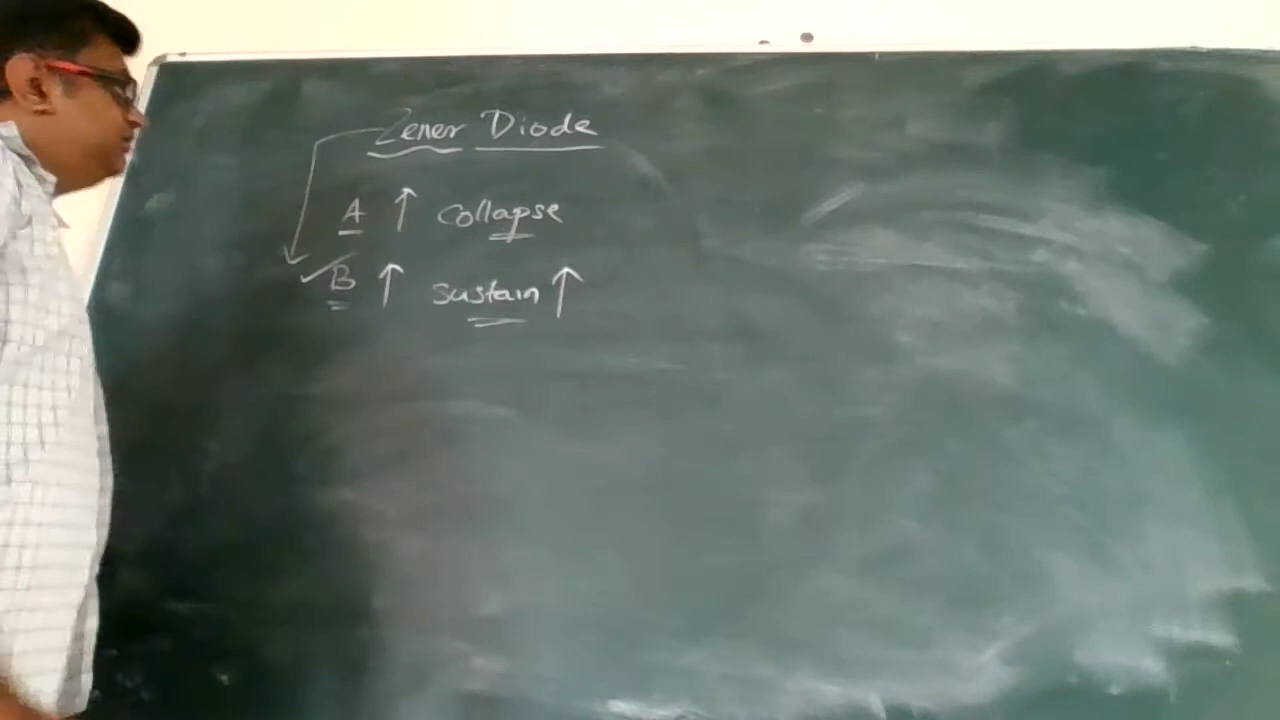 Zener Diode
A ↑ Collapse
✓ B ↑ sustain ↑